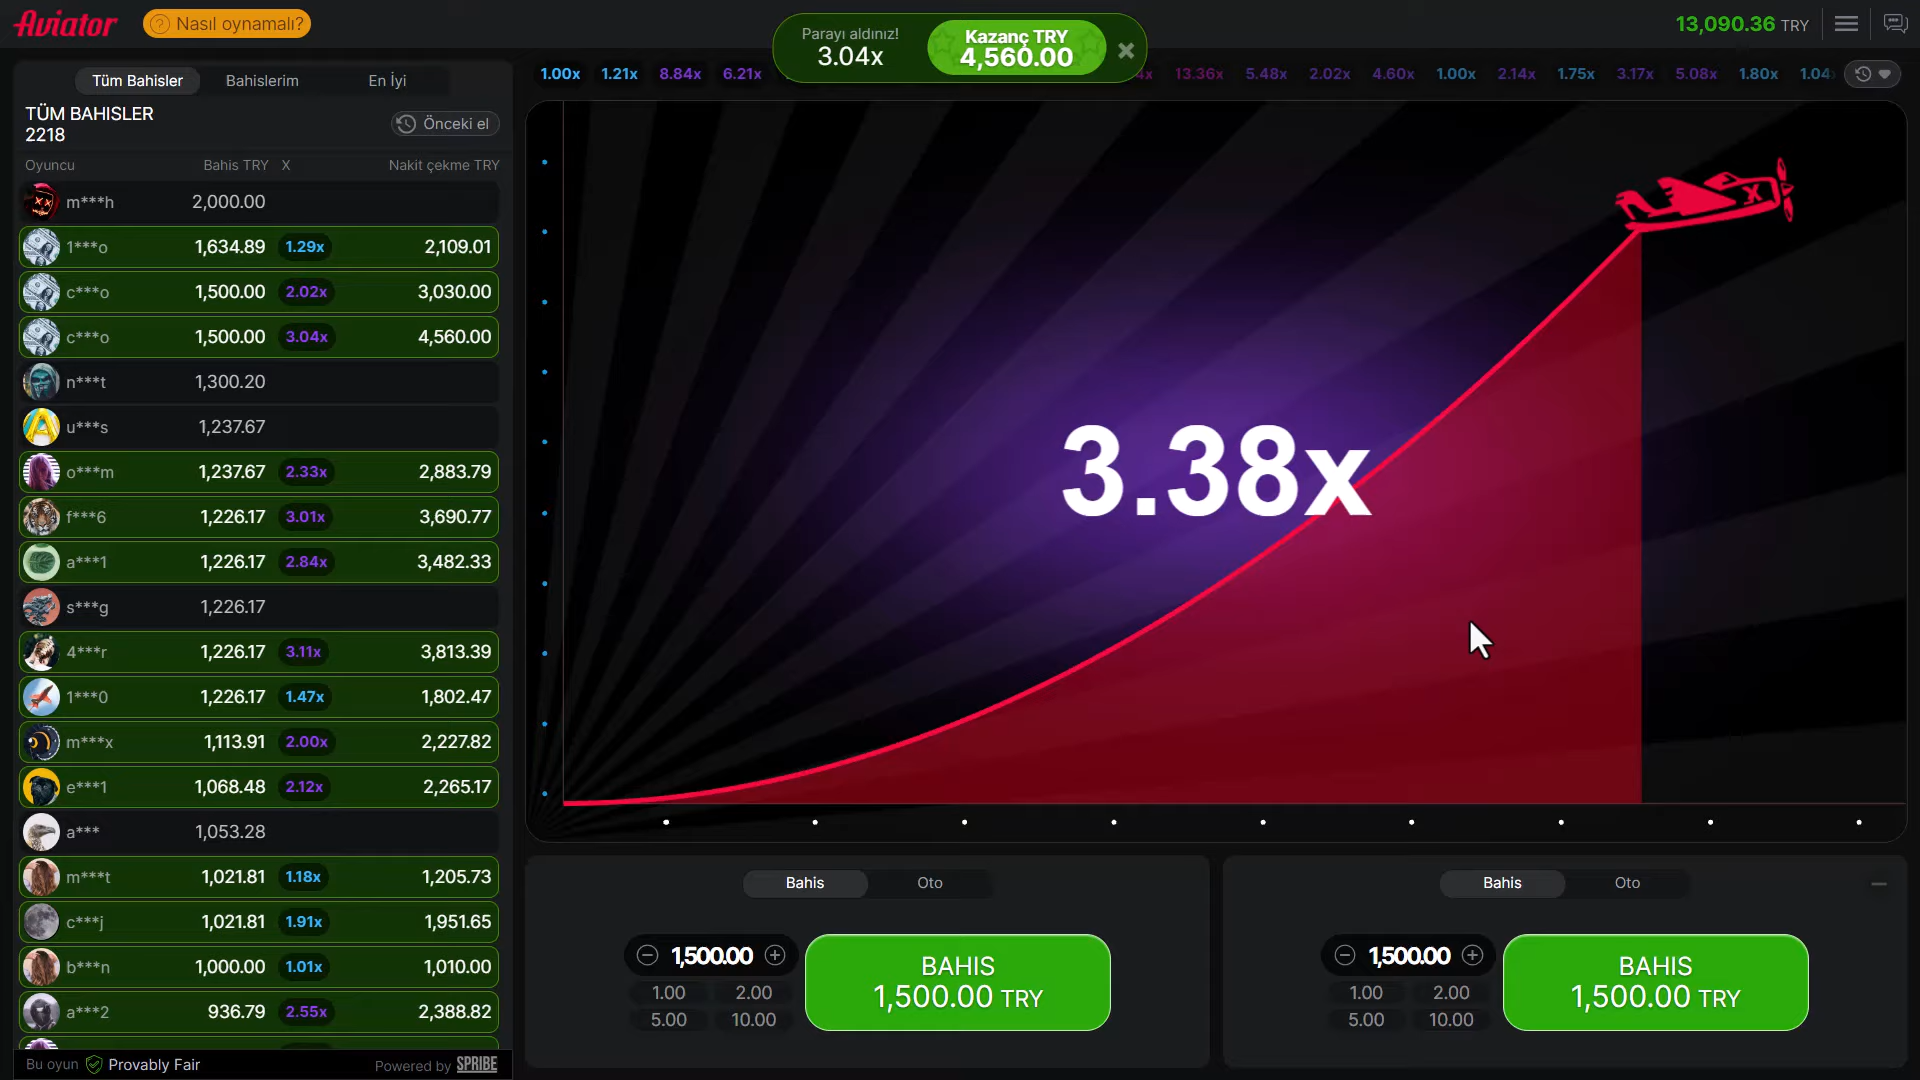 Aviator
? Nasıl oynamalı?
Parayı aldınız!
3.04x
Kazanç TRY
4,560.00
13,090.36 TRY
1.00x 1.21x 8.84x 6.21x 13.36x 5.48x 2.02x 4.60x 1.00x 2.14x 1.75x 3.17x 5.08x 1.80x 1.04
Tüm Bahisler Bahislerim En İyi
TÜM BAHISLER
2218
Önceki el
Oyuncu Bahis TRY X Nakit çekme TRY
m***h 2,000.00
1***o 1,634.89 1.29x 2,109.01
c***o 1,500.00 2.02x 3,030.00
c***o 1,500.00 3.04x 4,560.00
n***t 1,300.20
u***s 1,237.67
o***m 1,237.67 2.33x 2,883.79
f***6 1,226.17 3.01x 3,690.77
a***1 1,226.17 2.84x 3,482.33
s***g 1,226.17
4***r 1,226.17 3.11x 3,813.39
1***0 1,226.17 1.47x 1,802.47
m***x 1,113.91 2.00x 2,227.82
e***1 1,068.48 2.12x 2,265.17
a*** 1,053.28
m***t 1,021.81 1.18x 1,205.73
c***j 1,021.81 1.91x 1,951.65
b***n 1,000.00 1.01x 1,010.00
a***2 936.79 2.55x 2,388.82
Bu oyun Provably Fair Powered by SPRIBE
X
3.38x
Bahis Oto
1,500.00
1.00 2.00
5.00 10.00
BAHIS
1,500.00 TRY
Bahis Oto
1,500.00
1.00 2.00
5.00 10.00
BAHIS
1,500.00 TRY